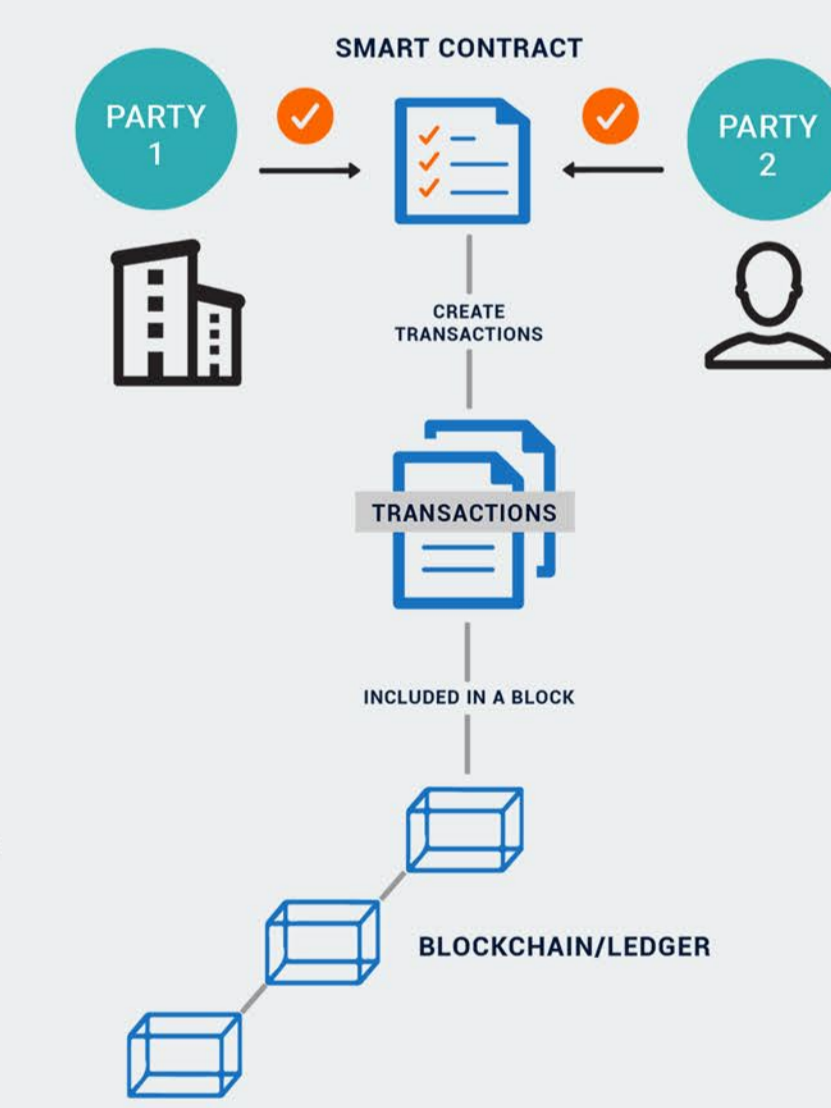 SMART CONTRACT
PARTY
1
PARTY
2
CREATE
TRANSACTIONS
TRANSACTIONS
INCLUDED IN A BLOCK
BLOCKCHAIN/LEDGER